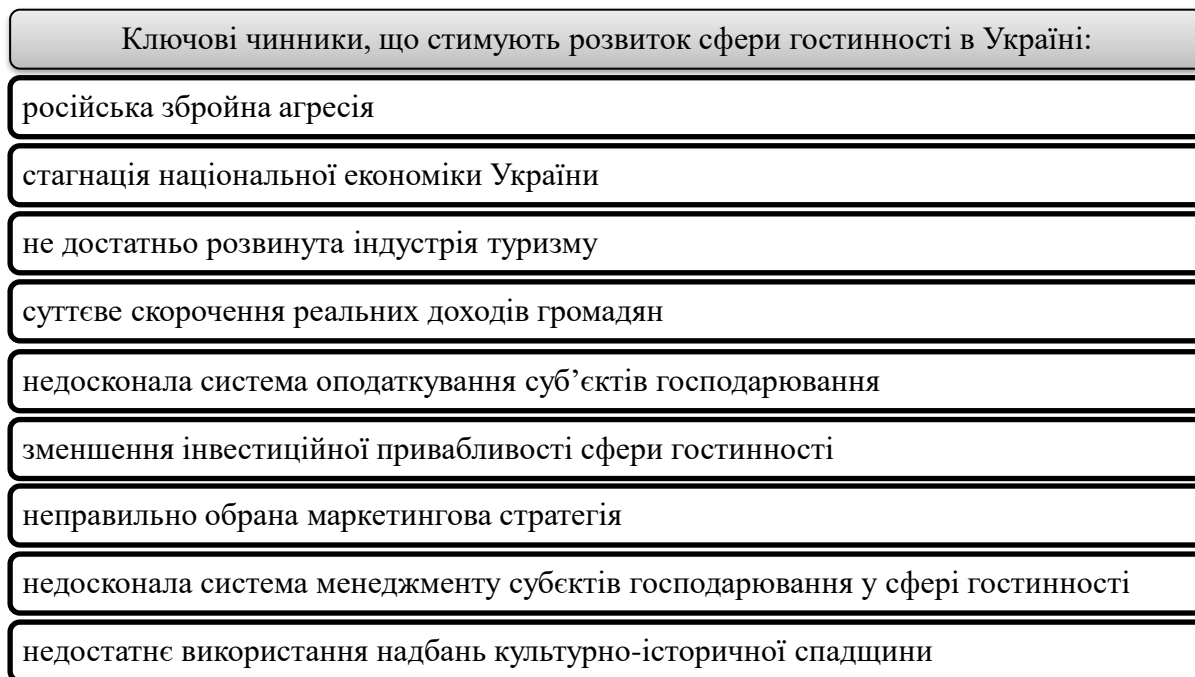 Ключові чинники, що стимують розвиток сфери гостинності в Україні:
російська збройна агресія
стагнація національної економіки України
не достатньо розвинута індустрія туризму
суттєве скорочення реальних доходів громадян
недосконала система оподаткування суб’єктів господарювання
зменшення інвестиційної привабливості сфери гостинності
неправильно обрана маркетингова стратегія
недосконала система менеджменту субєктів господарювання у сфері гостинності
недостатнє використання надбань культурно-історичної спадщини